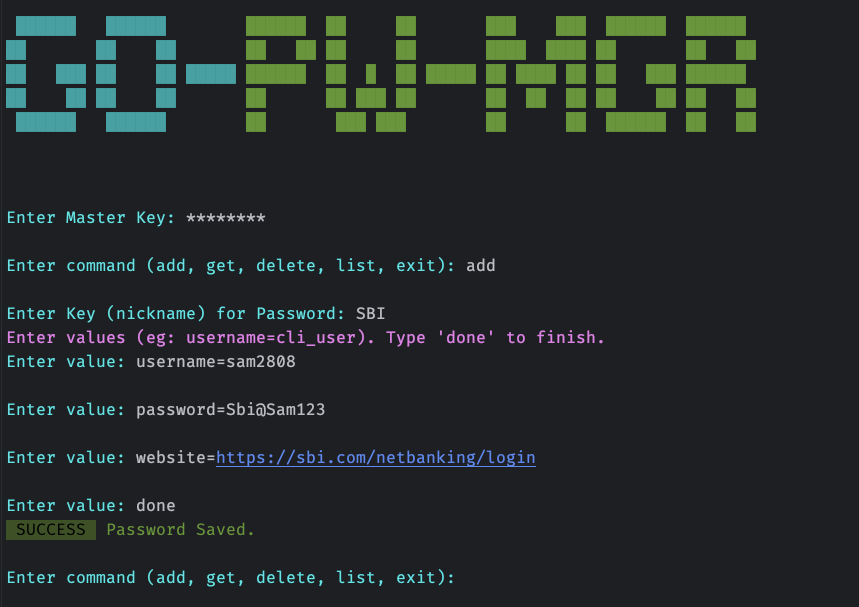 GO-PW-MGR
Enter Master Key: ********
Enter command (add, get, delete, list, exit): add
Enter Key (nickname) for Password: SBI
Enter values (eg: username=cli_user). Type 'done' to finish.
Enter value: username=sam2808
Enter value: password=Sbi@Sam123
Enter value: website=https://sbi.com/netbanking/login
Enter value: done
SUCCESS Password Saved.
Enter command (add, get, delete, list, exit):